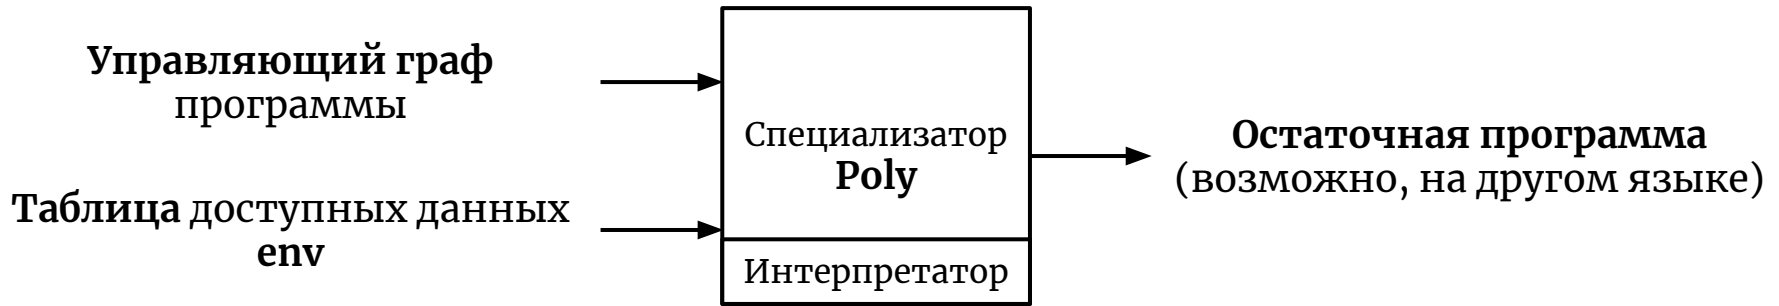 Управляющий граф
программы
Таблица доступных данных
env
Специализатор
Poly
Интерпретатор
Остаточная программа
(возможно, на другом языке)